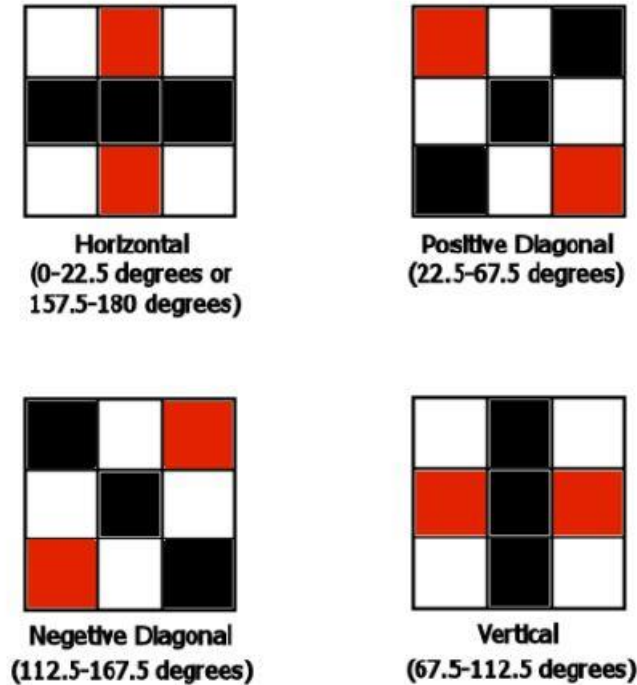 Horizontal
(0-22.5 degrees or
157.5-180 degrees)
Positive Diagonal
(22.5-67.5 degrees)
Negetive Diagonal
(112.5-167.5 degrees)
Vertical
(67.5-112.5 degrees)